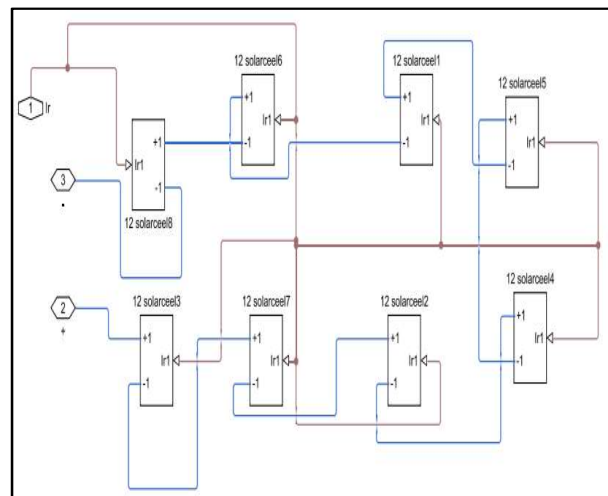 12 solarceel6
12 solarceel1
12 solarceel5
1
Ir
+1
Ir1
-1
+1
Ir1
-1
+1
Ir1
-1
+1
Ir1
-1
3
-
12 solarceel8
12 solarceel3
12 solarceel7
12 solarceel2
12 solarceel4
2
+
+1
Ir1
-1
+1
Ir1
-1
+1
Ir1
-1
+1
Ir1
-1